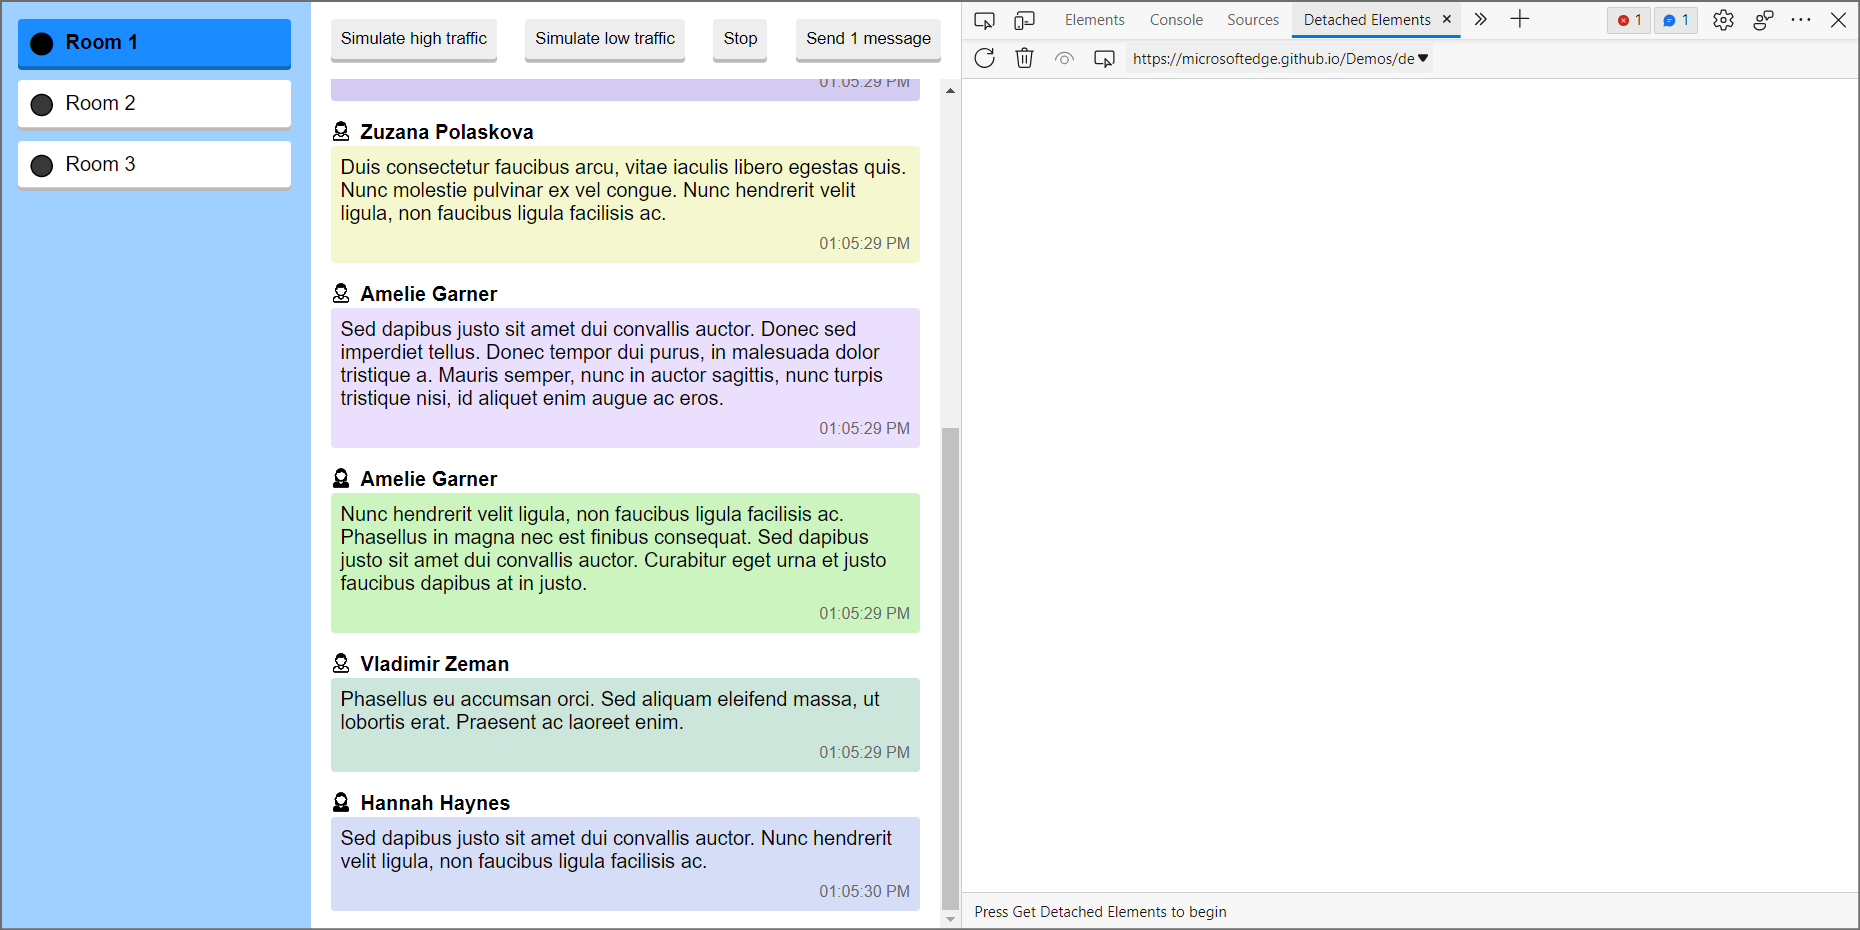 Room 1
Room 2
Room 3
Simulate high traffic
Simulate low traffic
Stop
Send 1 message
01:05:29 PM
Zuzana Polaskova
Duis consectetur faucibus arcu, vitae iaculis libero egestas quis.
Nunc molestie pulvinar ex vel congue. Nunc hendrerit velit
ligula, non faucibus ligula facilisis ac.
01:05:29 PM
Amelie Garner
Sed dapibus justo sit amet dui convallis auctor. Donec sed
imperdiet tellus. Donec tempor dui purus, in malesuada dolor
tristique a. Mauris semper, nunc in auctor sagittis, nunc turpis
tristique nisi, id aliquet enim augue ac eros.
01:05:29 PM
Amelie Garner
Nunc hendrerit velit ligula, non faucibus ligula facilisis ac.
Phasellus in magna nec est finibus consequat. Sed dapibus
justo sit amet dui convallis auctor. Curabitur eget urna et justo
faucibus dapibus at in justo.
01:05:29 PM
Vladimir Zeman
Phasellus eu accumsan orci. Sed aliquam eleifend massa, ut
lobortis erat. Praesent ac laoreet enim.
01:05:29 PM
Hannah Haynes
Sed dapibus justo sit amet dui convallis auctor. Nunc hendrerit
velit ligula, non faucibus ligula facilisis ac.
01:05:30 PM
Elements
Console
Sources
Detached Elements
1
1
https://microsoftedge.github.io/Demos/de
Press Get Detached Elements to begin